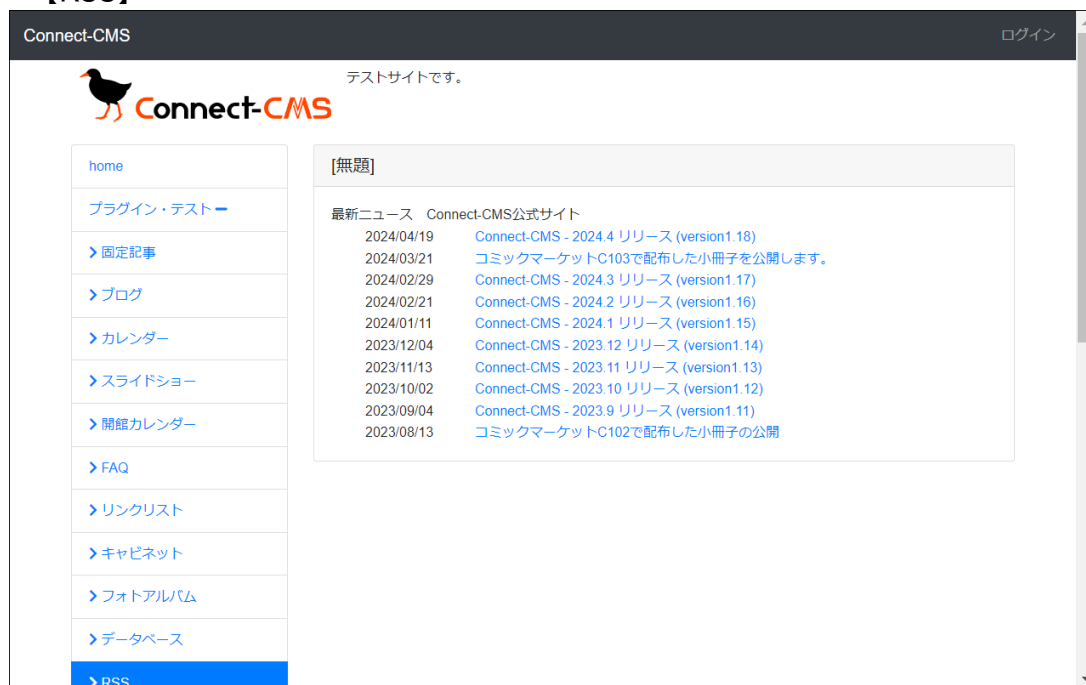 【RSS】
Connect-CMS
ログイン
Connect-CMS
テストサイトです。
home
プラグイン・テスト
固定記事
ブログ
カレンダー
スライドショー
開館カレンダー
FAQ
リンクリスト
キャビネット
フォトアルバム
データベース
RSS
[無題]
最新ニュース Connect-CMS公式サイト
2024/04/19 Connect-CMS - 2024.4 リリース (version1.18)
2024/03/21 コミックマーケットC103で配布した小冊子を公開します。
2024/02/29 Connect-CMS - 2024.3 リリース (version1.17)
2024/02/21 Connect-CMS - 2024.2 リリース (version1.16)
2024/01/11 Connect-CMS - 2024.1 リリース (version1.15)
2023/12/04 Connect-CMS - 2023.12 リリース (version1.14)
2023/11/13 Connect-CMS - 2023.11 リリース (version1.13)
2023/10/02 Connect-CMS - 2023.10 リリース (version1.12)
2023/09/04 Connect-CMS - 2023.9 リリース (version1.11)
2023/08/13 コミックマーケットC102で配布した小冊子の公開